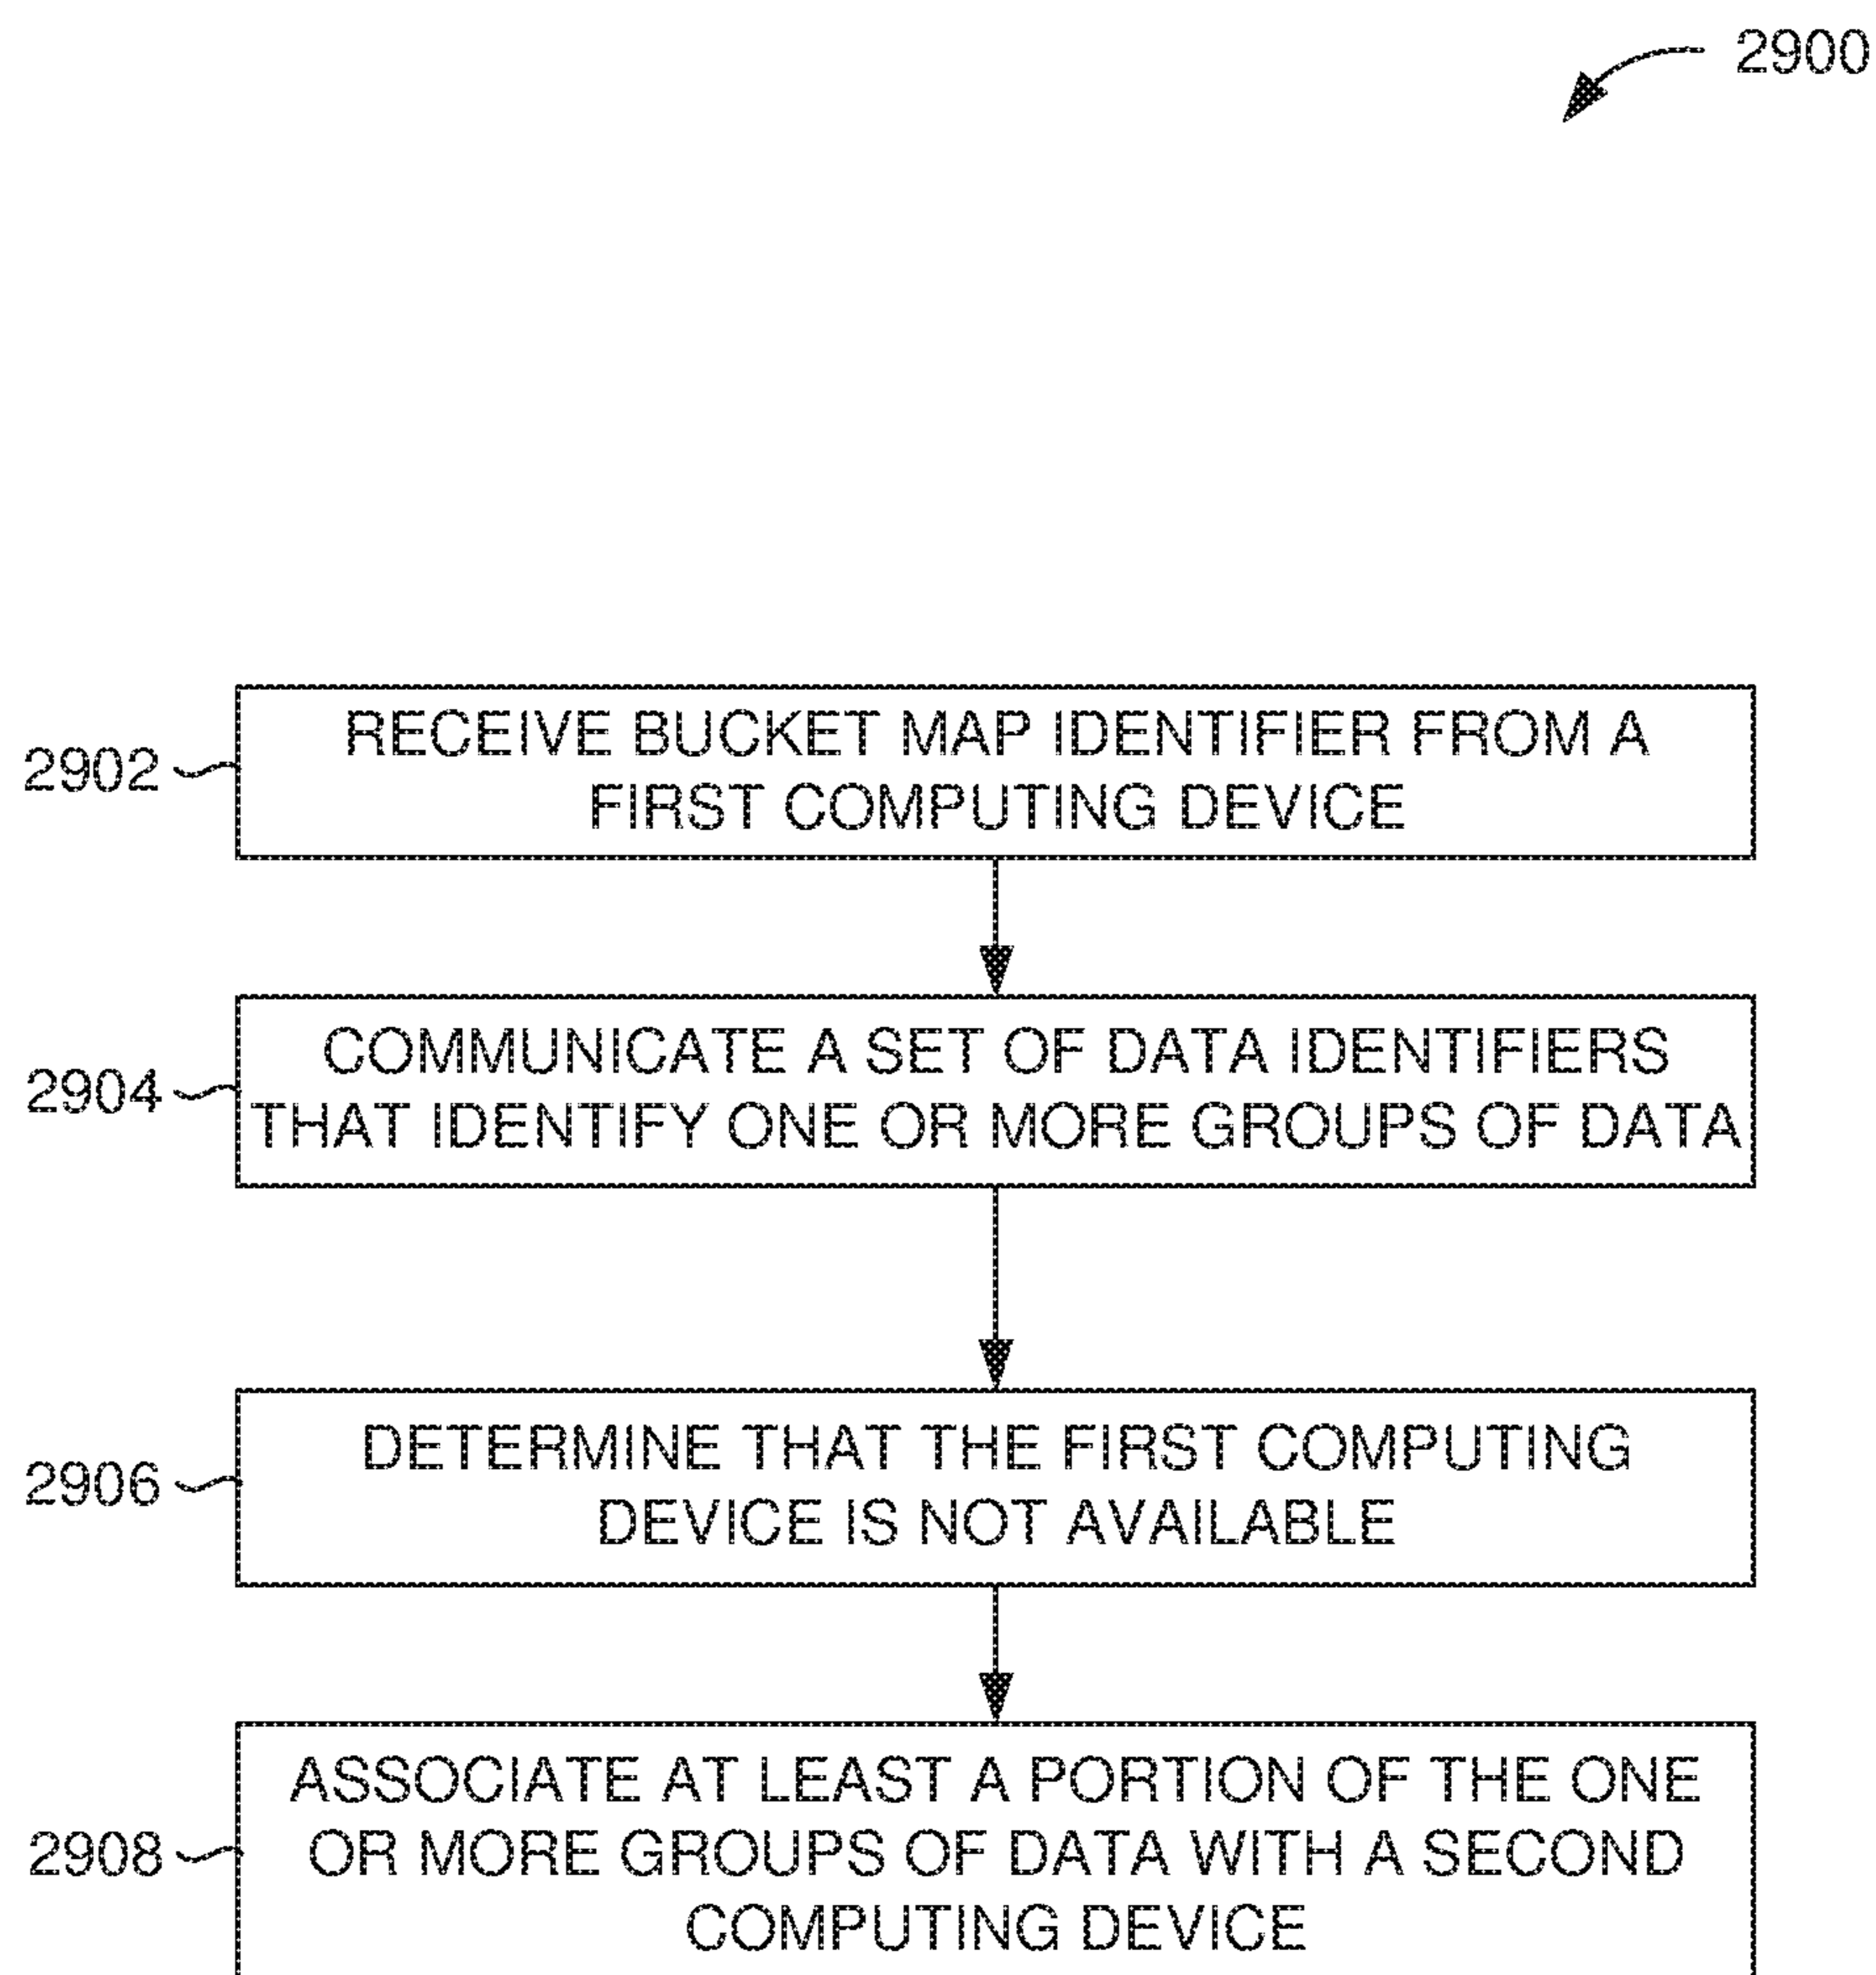 2900
2902
RECEIVE BUCKET MAP IDENTIFIER FROM A
FIRST COMPUTING DEVICE
2904
COMMUNICATE A SET OF DATA IDENTIFIERS
THAT IDENTIFY ONE OR MORE GROUPS OF DATA
2906
DETERMINE THAT THE FIRST COMPUTING
DEVICE IS NOT AVAILABLE
2908
ASSOCIATE AT LEAST A PORTION OF THE ONE
OR MORE GROUPS OF DATA WITH A SECOND
COMPUTING DEVICE